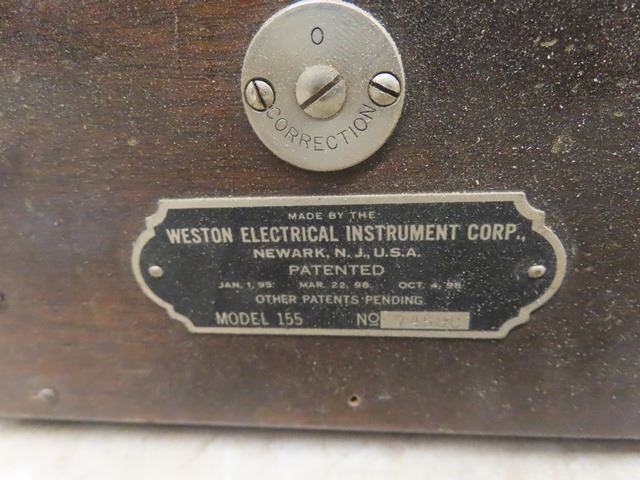 0
CORRECTION
MADE BY THE
WESTON ELECTRICAL INSTRUMENT CORP.,
NEWARK, N. J., U.S.A.
PATENTED
JAN. 1, 95. MAR. 22, 98. OCT. 4, 98
OTHER PATENTS PENDING
MODEL 155 NO